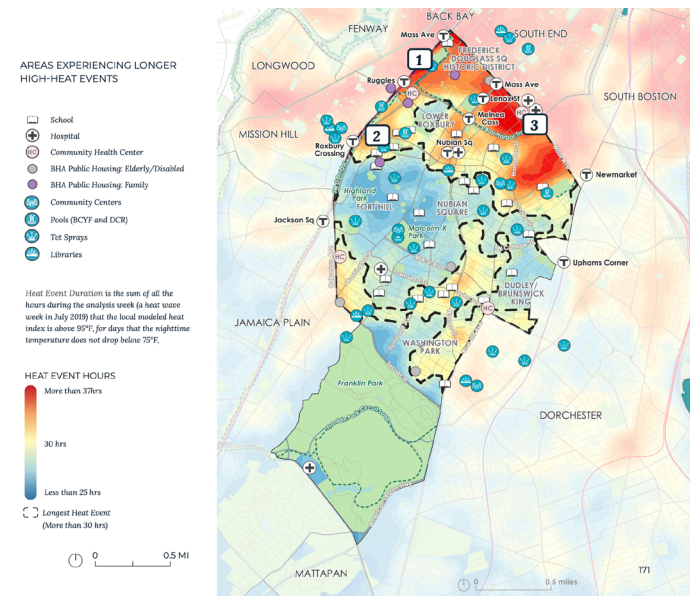 AREAS EXPERIENCING LONGER
HIGH-HEAT EVENTS
School
Hospital
HC
Community Health Center
BHA Public Housing: Elderly/Disabled
BHA Public Housing: Family
Community Centers
Pools (BCYF and DCR)
Tot Sprays
Libraries
Heat Event Duration is the sum of all the
hours during the analysis week (a heat wave
week in July 2019) that the local modeled heat
index is above 95°F, for days that the nighttime
temperature does not drop below 75°F,
HEAT EVENT HOURS
More than 37hrs
30 hrs
Less than 25 hrs
Longest Heat Event
(More than 30 hrs)
0 0.5 MI
BACK BAY
FENWAY
Mass Ave T
SOUTH END
1
FREDERICK
DOUGLASS SQ
HISTORIC DISTRICT
LONGWOOD
Ruggles T
HC
T Mass Ave
T Lenox St
HC
SOUTH BOSTON
LOWER
ROXBURY
T Melnea
Cass
3
MISSION HILL
2
Roxbury
Crossing T
Nubian Sq
T
T Newmarket
Highland
Park
FORT HILL
NUBIAN
SQUARE
Jackson Sq T
Malcolm X
Park
HC
T Uphams Corner
DUDLEY/
BRUNSWICK
KING
HC
JAMAICA PLAIN
WASHINGTON
PARK
Franklin Park
DORCHESTER
MATTAPAN
171
0 0.5 miles